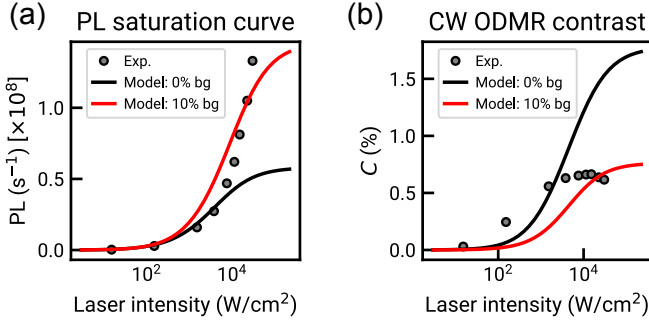 (a)
PL saturation curve
Exp.
Model: 0% bg
Model: 10% bg
PL (s⁻¹) [×10⁸]
1.0
0.5
0.0
10² 10⁴
Laser intensity (W/cm²)
(b)
CW ODMR contrast
Exp.
Model: 0% bg
Model: 10% bg
C (%)
1.5
1.0
0.5
0.0
10² 10⁴
Laser intensity (W/cm²)